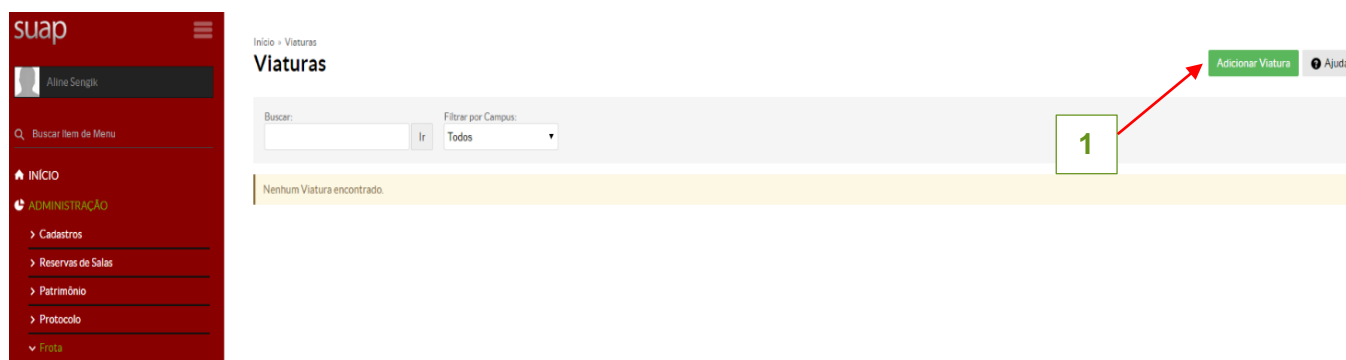 suap
Aline Sengik
Buscar Item de Menu
INÍCIO
ADMINISTRAÇÃO
Cadastros
Reservas de Salas
Patrimônio
Protocolo
Frota
Início » Viaturas
Viaturas
Adicionar Viatura
Ajuda
Buscar:
Ir
Filtrar por Campus:
Todos
1
Nenhum Viatura encontrado.